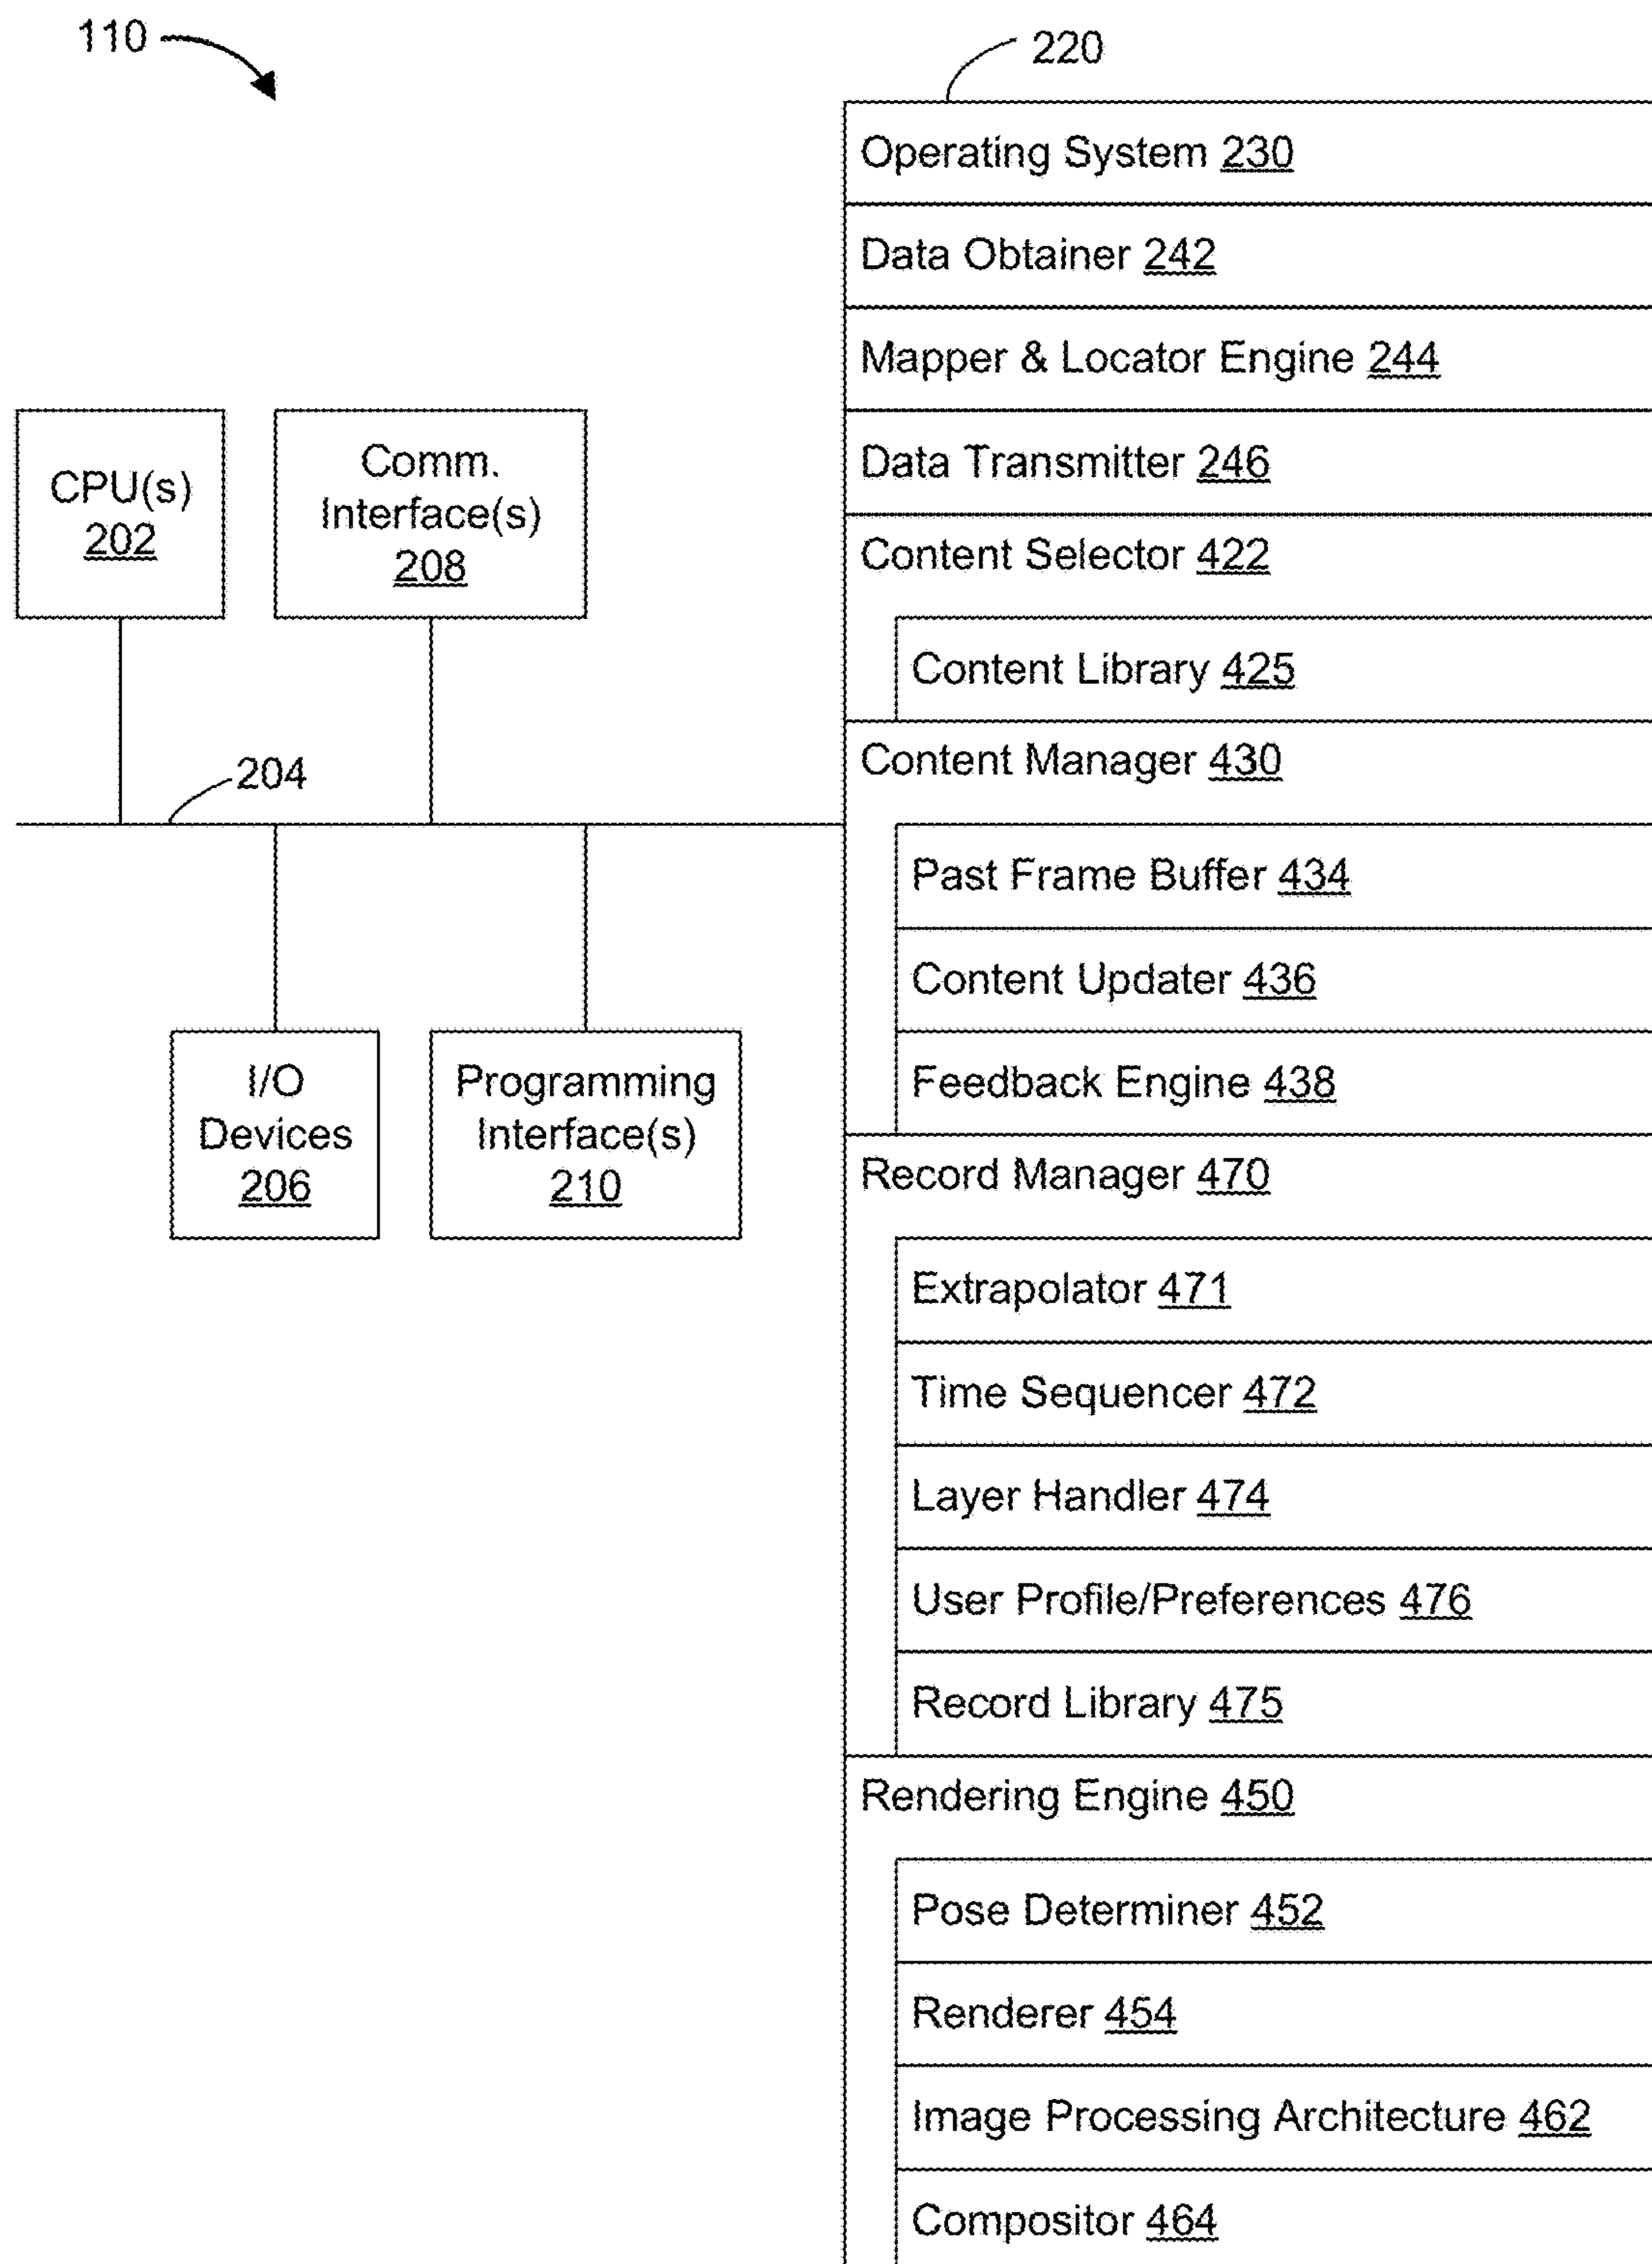 110
220
Operating System 230
Data Obtainer 242
Mapper & Locator Engine 244
Data Transmitter 246
Content Selector 422
Content Library 425
Content Manager 430
Past Frame Buffer 434
Content Updater 436
Feedback Engine 438
Record Manager 470
Extrapolator 471
Time Sequencer 472
Layer Handler 474
User Profile/Preferences 476
Record Library 475
Rendering Engine 450
Pose Determiner 452
Renderer 454
Image Processing Architecture 462
Compositor 464
CPU(s)
202
Comm.
Interface(s)
208
204
I/O
Devices
206
Programming
Interface(s)
210